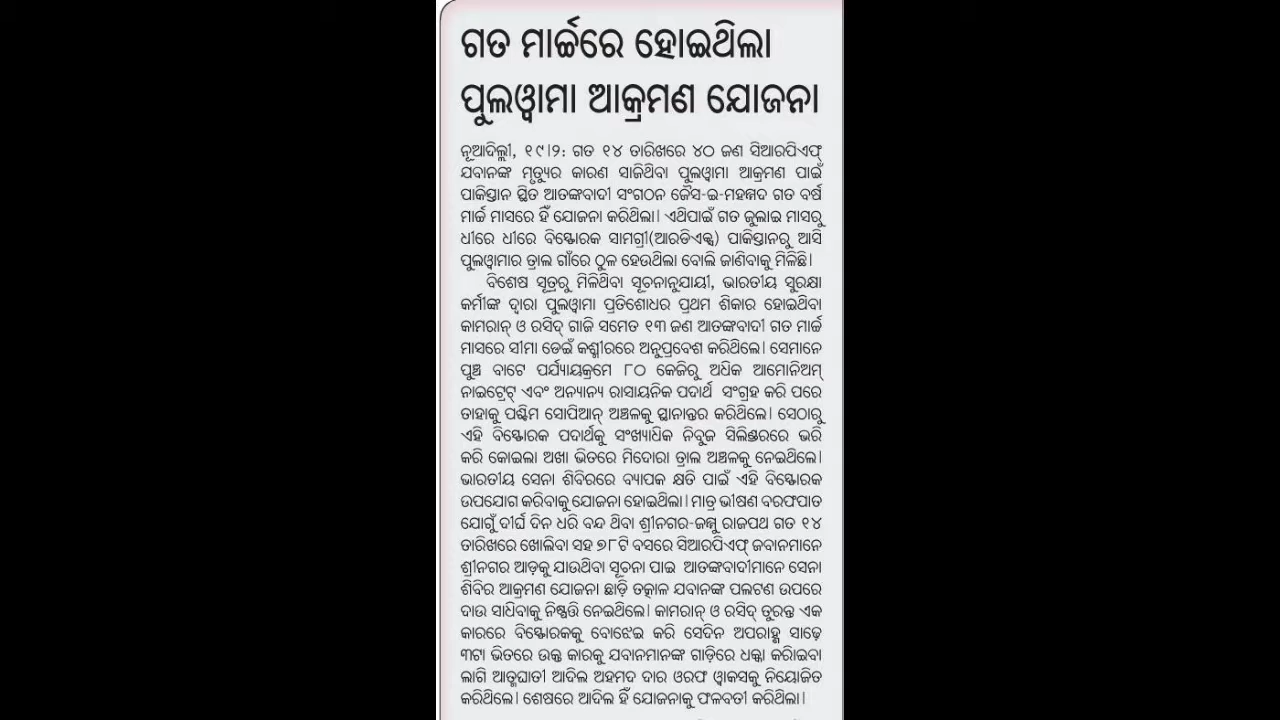 ଗତ ମାର୍ଚ୍ଚରେ ହୋଇଥିଲା
ପୁଲଓ୍ଵାମା ଆକ୍ରମଣ ଯୋଜନା
ନୂଆଦିଲ୍ଲୀ, ୧୯।୨: ଗତ ୧୪ ତାରିଖରେ ୪୦ ଜଣ ସିଆରପିଏଫ୍
ଯବାନଙ୍କ ମୃତ୍ୟୁର କାରଣ ସାଜିଥିବା ପୁଲଓ୍ଵାମା ଆକ୍ରମଣ ପାଇଁ
ପାକିସ୍ତାନ ସ୍ଥିତ ଆତଙ୍କବାଦୀ ସଂଗଠନ ଜୈସ-ଇ-ମହମ୍ମଦ ଗତ ବର୍ଷ
ମାର୍ଚ୍ଚ ମାସରେ ହିଁ ଯୋଜନା କରିଥିଲା। ଏଥିପାଇଁ ଗତ ଜୁଲାଇ ମାସରୁ
ଧୀରେ ଧୀରେ ବିସ୍ଫୋରକ ସାମଗ୍ରୀ(ଆରଡିଏକ୍ସ) ପାକିସ୍ତାନରୁ ଆସି
ପୁଲଓ୍ଵାମାର ତ୍ରାଲ ଗାଁରେ ଠୁଳ ହେଉଥିଲା ବୋଲି ଜାଣିବାକୁ ମିଳିଛି।
ବିଶେଷ ସୂତ୍ରରୁ ମିଳିଥିବା ସୂଚନାନୁଯାୟୀ, ଭାରତୀୟ ସୁରକ୍ଷା
କର୍ମୀଙ୍କ ଦ୍ଵାରା ପୁଲଓ୍ଵାମା ପ୍ରତିଶୋଧର ପ୍ରଥମ ଶିକାର ହୋଇଥିବା
କାମରାନ୍ ଓ ରସିଦ୍ ଗାଜି ସମେତ ୧୩ ଜଣ ଆତଙ୍କବାଦୀ ଗତ ମାର୍ଚ୍ଚ
ମାସରେ ସୀମା ଡେଇଁ କଶ୍ମୀରରେ ଅନୁପ୍ରବେଶ କରିଥିଲେ। ସେମାନେ
ପୁଞ୍ଚ ବାଟେ ପର୍ଯ୍ୟାୟକ୍ରମେ ୮୦ କେଜିରୁ ଅଧିକ ଆମୋନିଅମ୍
ନାଇଟ୍ରେଟ୍ ଏବଂ ଅନ୍ୟାନ୍ୟ ରାସାୟନିକ ପଦାର୍ଥ ସଂଗ୍ରହ କରି ପରେ
ତାହାକୁ ପଶ୍ଚିମ ସୋପିଆନ୍ ଅଞ୍ଚଳକୁ ସ୍ଥାନାନ୍ତର କରିଥିଲେ। ସେଠାରୁ
ଏହି ବିସ୍ଫୋରକ ପଦାର୍ଥକୁ ସଂଖ୍ୟାଧିକ ନିବୁଜ ସିଲିଣ୍ଡରରେ ଭରି
କରି କୋଇଲା ଅଖା ଭିତରେ ମିଦୋରା ତ୍ରାଲ ଅଞ୍ଚଳକୁ ନେଇଥିଲେ।
ଭାରତୀୟ ସେନା ଶିବିରରେ ବ୍ୟାପକ କ୍ଷତି ପାଇଁ ଏହି ବିସ୍ଫୋରକ
ଉପଯୋଗ କରିବାକୁ ଯୋଜନା ହୋଇଥିଲା। ମାତ୍ର ଭୀଷଣ ବରଫପାତ
ଯୋଗୁଁ ଦୀର୍ଘ ଦିନ ଧରି ବନ୍ଦ ଥିବା ଶ୍ରୀନଗର-ଜମ୍ମୁ ରାଜପଥ ଗତ ୧୪
ତାରିଖରେ ଖୋଲିବା ସହ ୭୮ଟି ବସରେ ସିଆରପିଏଫ୍ ଜବାନମାନେ
ଶ୍ରୀନଗର ଆଡ଼କୁ ଯାଉଥିବା ସୂଚନା ପାଇ ଆତଙ୍କବାଦୀମାନେ ସେନା
ଶିବିର ଆକ୍ରମଣ ଯୋଜନା ଛାଡ଼ି ତତ୍କାଳ ଯବାନଙ୍କ ପଲଟଣ ଉପରେ
ଦାଉ ସାଧିବାକୁ ନିଷ୍ପତ୍ତି ନେଇଥିଲେ। କାମରାନ୍ ଓ ରସିଦ୍ ତୁରନ୍ତ ଏକ
କାରରେ ବିସ୍ଫୋରକକୁ ବୋଝେଇ କରି ସେଦିନ ଅପରାହ୍ଣ ସାଢ଼େ
୩ଟା ଭିତରେ ଉକ୍ତ କାରକୁ ଯବାନମାନଙ୍କ ଗାଡ଼ିରେ ଧକ୍କା କରାଇବା
ଲାଗି ଆତ୍ମଘାତୀ ଆଦିଲ ଅହମଦ ଦାର ଓରଫ ଓ୍ଵାକସକୁ ନିୟୋଜିତ
କରିଥିଲେ। ଶେଷରେ ଆଦିଲ ହିଁ ଯୋଜନାକୁ ଫଳବତୀ କରିଥିଲା।